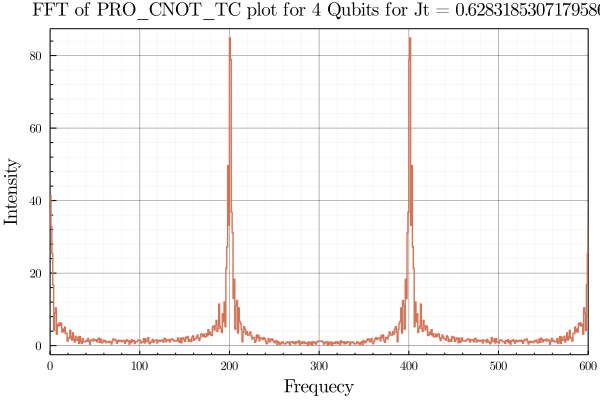 FFT of PRO_CNOT_TC plot for 4 Qubits for Jt = 0.6283185307179586
Intensity
80
60
40
20
0
0 100 200 300 400 500 600
Frequecy